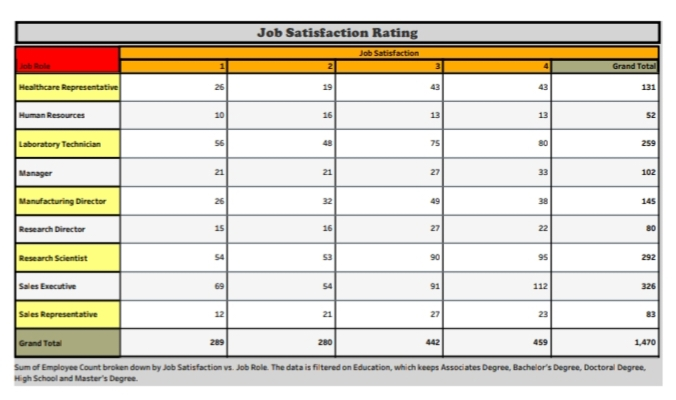 Job Satisfaction Rating
Job Satisfaction
Job Role 1 2 3 4 Grand Total
Healthcare Representative 26 19 43 43 131
Human Resources 10 16 13 13 52
Laboratory Technician 56 48 75 80 259
Manager 21 21 27 33 102
Manufacturing Director 26 32 49 38 145
Research Director 15 16 27 22 80
Research Scientist 54 53 90 95 292
Sales Executive 69 54 91 112 326
Sales Representative 12 21 27 23 83
Grand Total 289 280 442 459 1,470
Sum of Employee Count broken down by Job Satisfaction vs. Job Role. The data is filtered on Education, which keeps Associates Degree, Bachelor's Degree, Doctoral Degree,
High School and Master's Degree.